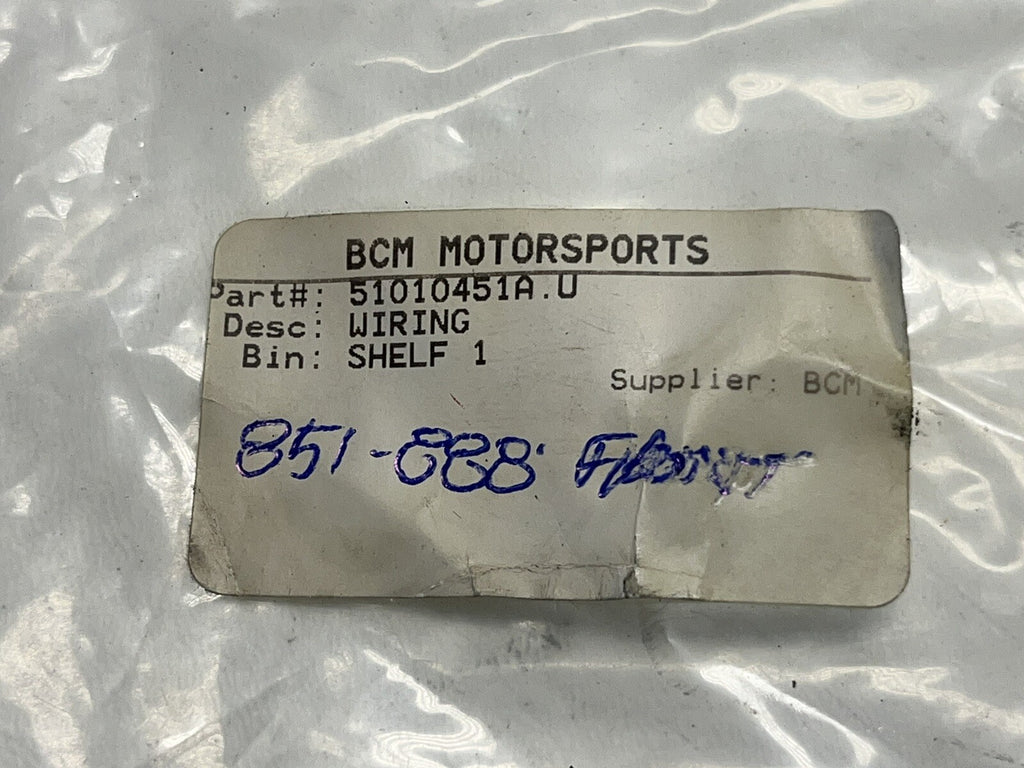 BCM MOTORSPORTS
Part#: 51010451A.U
Desc: WIRING
Bin: SHELF 1
Supplier: BCM
851-888